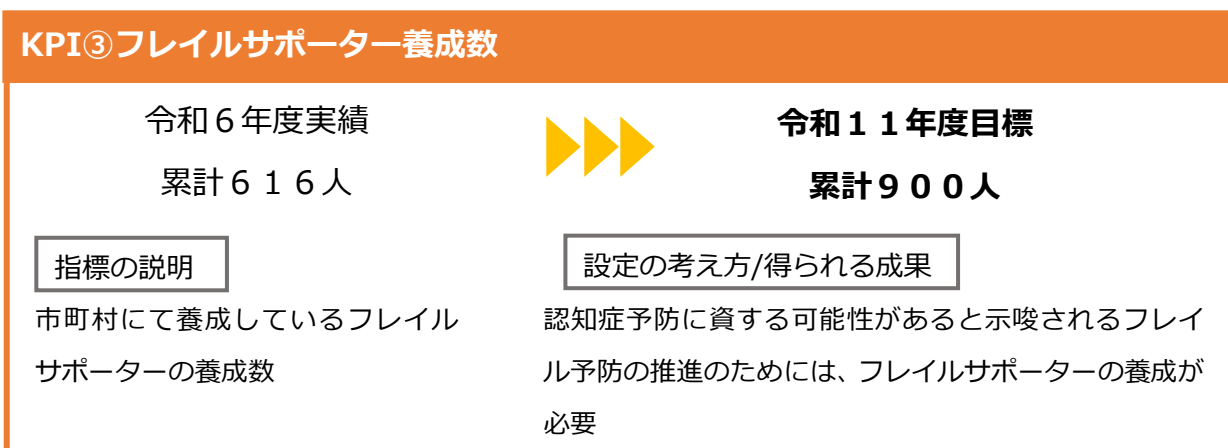 KPI③フレイルサポーター養成数
令和６年度実績
累計６１６人
令和１１年度目標
累計９００人
指標の説明
市町村にて養成しているフレイル
サポーターの養成数
設定の考え方/得られる成果
認知症予防に資する可能性があると示唆されるフレイ
ル予防の推進のためには、フレイルサポーターの養成が
必要